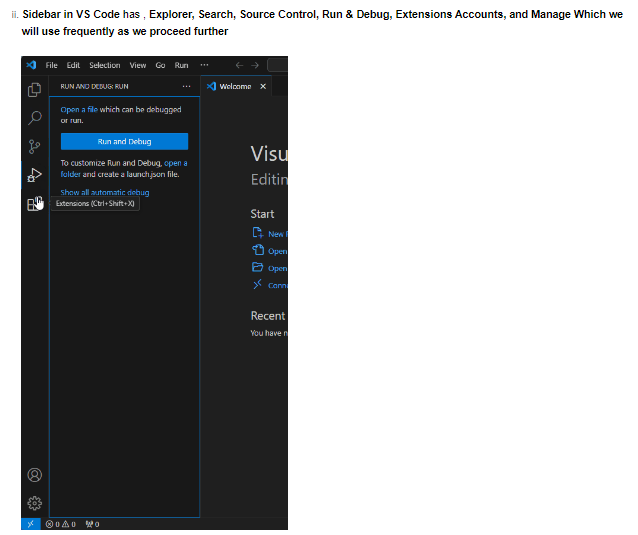 ii. Sidebar in VS Code has , Explorer, Search, Source Control, Run & Debug, Extensions Accounts, and Manage Which we
will use frequently as we proceed further
File Edit Selection View Go Run ···
RUN AND DEBUG: RUN ···
Welcome ×
Open a file which can be debugged
or run.
Run and Debug
To customize Run and Debug, open a
folder and create a launch.json file.
Show all automatic debug
Extensions (Ctrl+Shift+X)
Visu
Editin
Start
New F
Open
Open
Conn
Recent
You have n
0 0 0